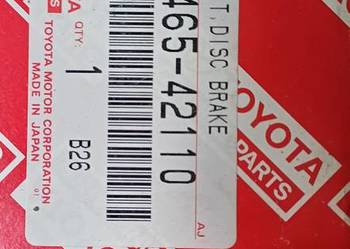 T, DISC BRAKE
465-42110
AJ
QTY:
1
B26
TOYOTA MOTOR CORPORATION
MADE IN JAPAN
TOYOTA
PARTS